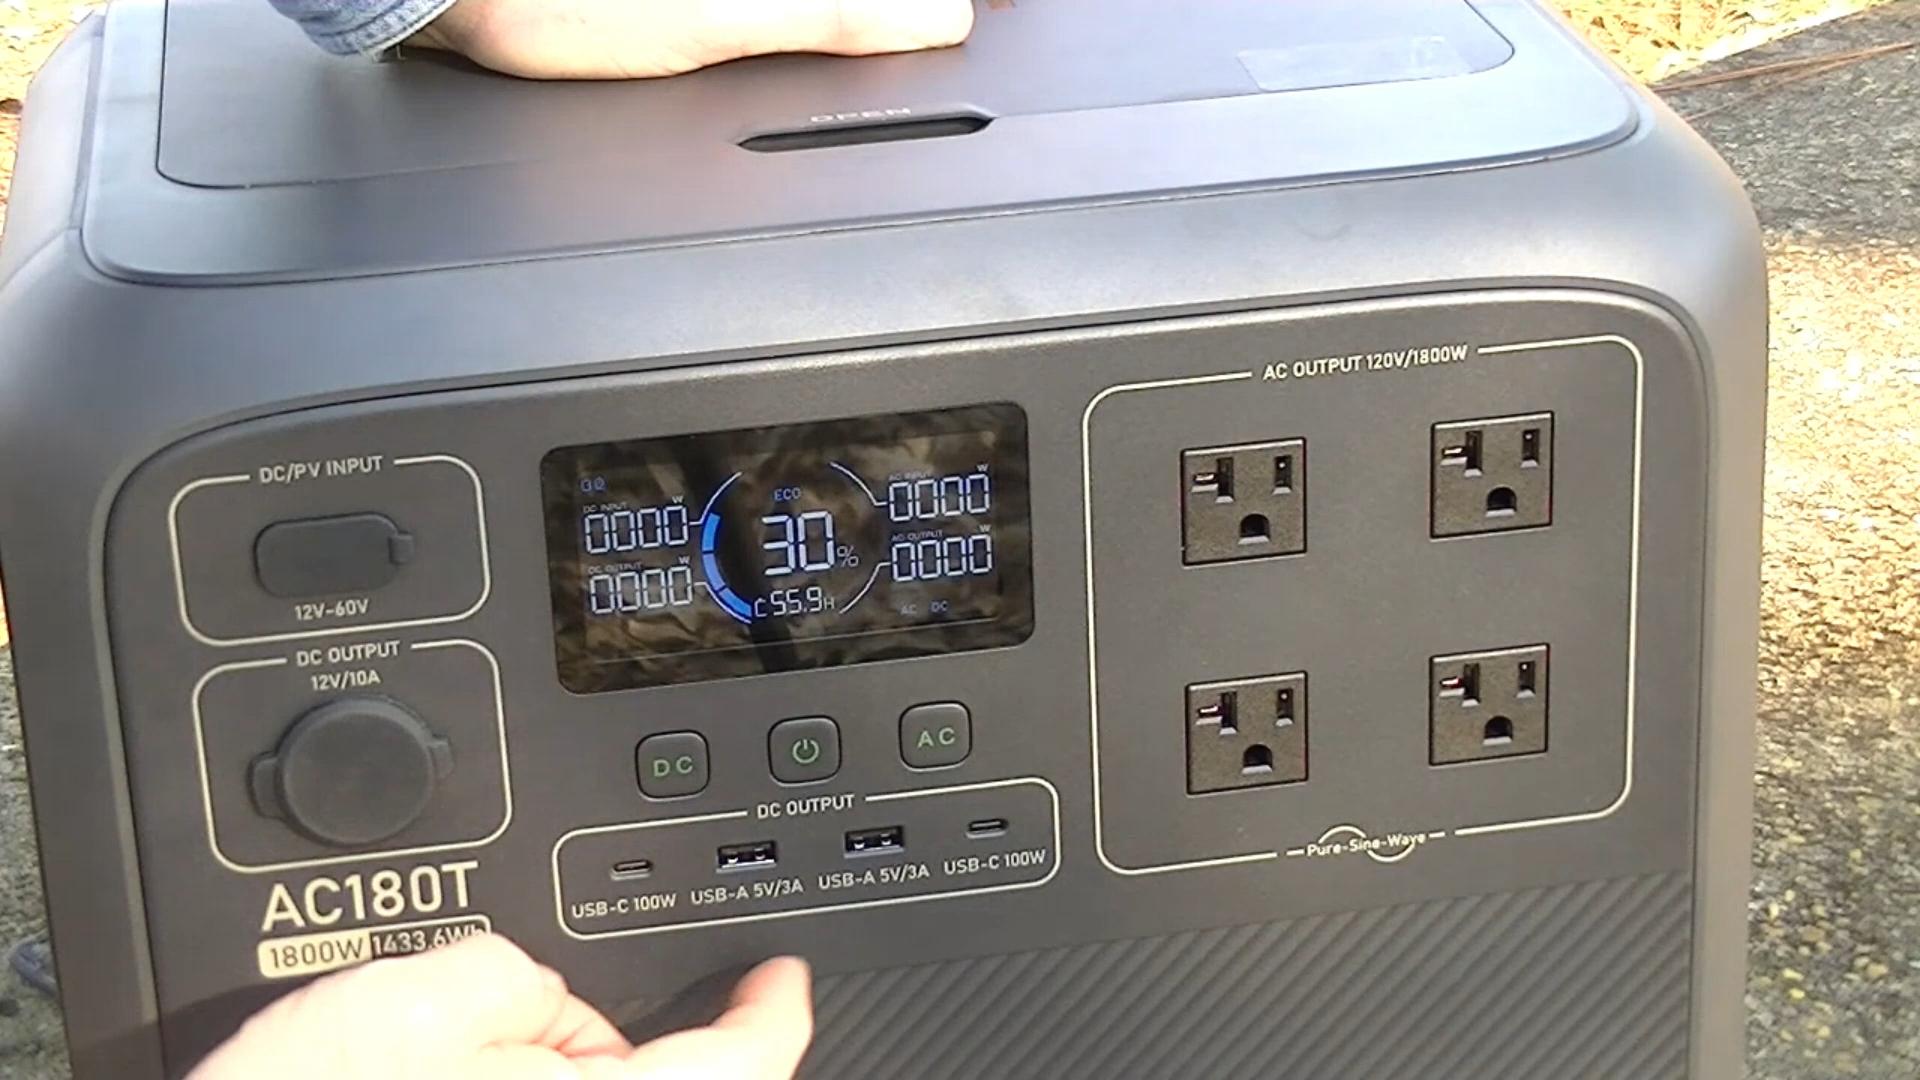 OPEN
AC OUTPUT 120V/1800W
DC/PV INPUT
12V-60V
DC OUTPUT
12V/10A
DC INPUT
W
0000
DC OUTPUT
W
0000
ECO
30%
55.9H
AC INPUT
W
0000
AC OUTPUT
W
0000
AC DC
DC
AC
DC OUTPUT
USB-C 100W
USB-A 5V/3A
USB-A 5V/3A
USB-C 100W
Pure-Sine-Wave
AC180T
1800W 1433.6Wh